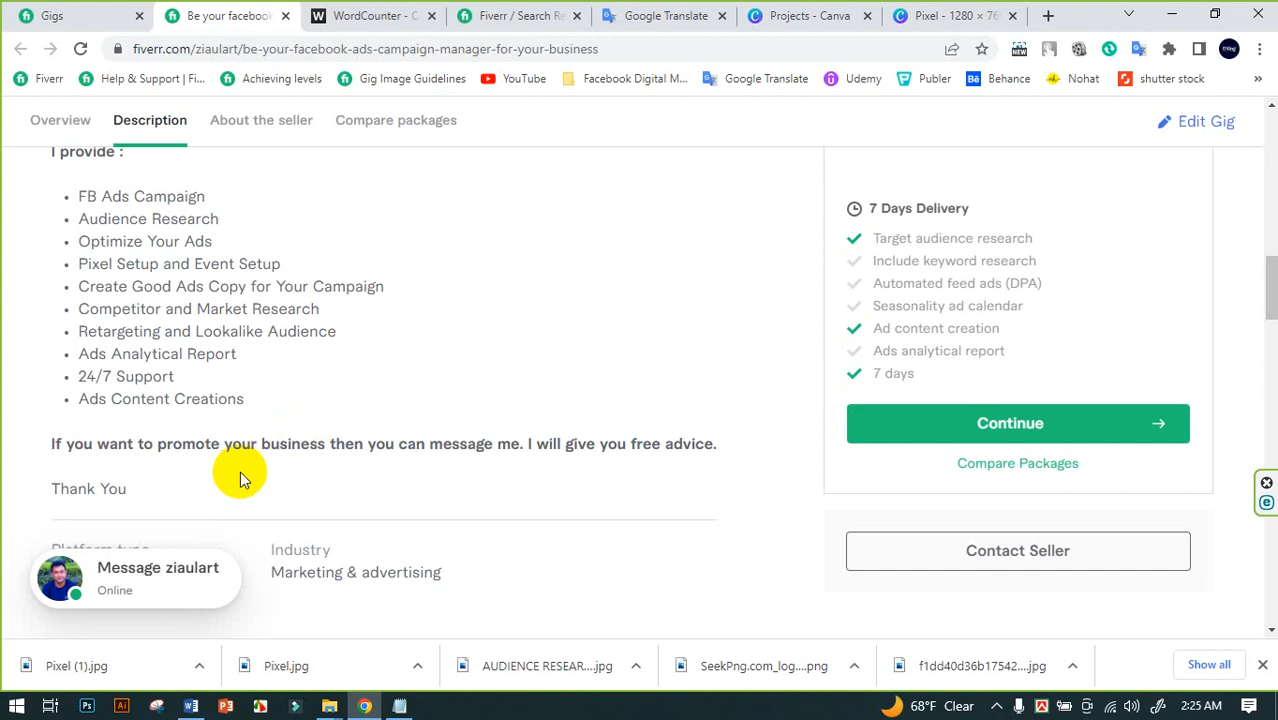 Gigs
Be your facebook
WordCounter - C
Fiverr / Search Re
Google Translate
Projects - Canva
Pixel - 1280 × 76
fiverr.com/ziaulart/be-your-facebook-ads-campaign-manager-for-your-business
NEW
Fiverr
Help & Support | Fi...
Achieving levels
Gig Image Guidelines
YouTube
Facebook Digital M...
Google Translate
Udemy
Publer
Behance
Nohat
shutter stock
Overview
Description
About the seller
Compare packages
Edit Gig
I provide :
FB Ads Campaign
Audience Research
Optimize Your Ads
Pixel Setup and Event Setup
Create Good Ads Copy for Your Campaign
Competitor and Market Research
Retargeting and Lookalike Audience
Ads Analytical Report
24/7 Support
Ads Content Creations
If you want to promote your business then you can message me. I will give you free advice.
Thank You
Platform type
Industry
Marketing & advertising
Message ziaulart
Online
7 Days Delivery
Target audience research
Include keyword research
Automated feed ads (DPA)
Seasonality ad calendar
Ad content creation
Ads analytical report
7 days
Continue
Compare Packages
Contact Seller
Pixel (1).jpg
Pixel.jpg
AUDIENCE RESEAR....jpg
SeekPng.com_log....png
f1dd40d36b17542....jpg
Show all
68°F Clear
2:25 AM